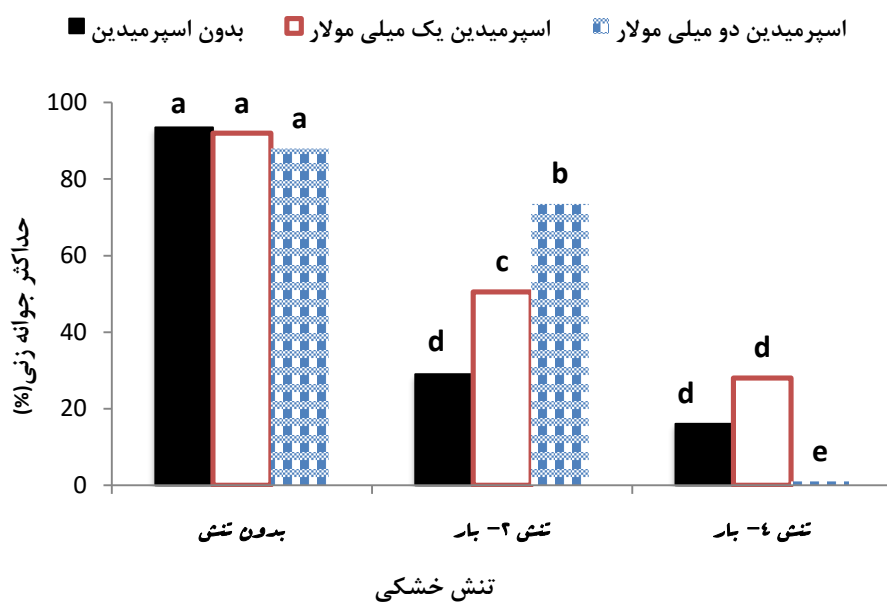 بدون اسپرمیدین اسپرمیدین یک میلی مولار اسپرمیدین دو میلی مولار
حداکثر جوانه زنی(%)
100
80
60
40
20
0
a a a
d c b
d d e
بدون تنش تنش ۲- بار تنش ٤- بار
تنش خشکی